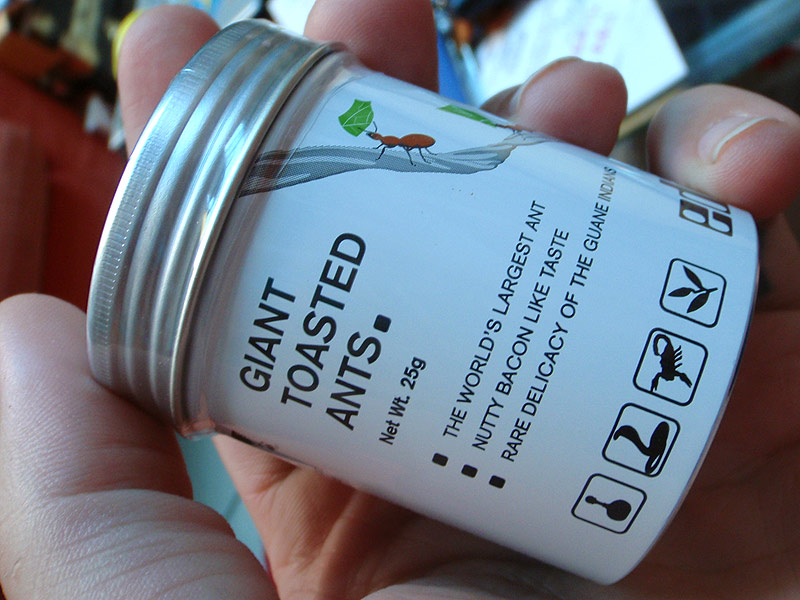 GIANT
TOASTED
ANTS
Net Wt. 25g
THE WORLD'S LARGEST ANT
NUTTY BACON LIKE TASTE
RARE DELICACY OF THE GUANE INDIANS